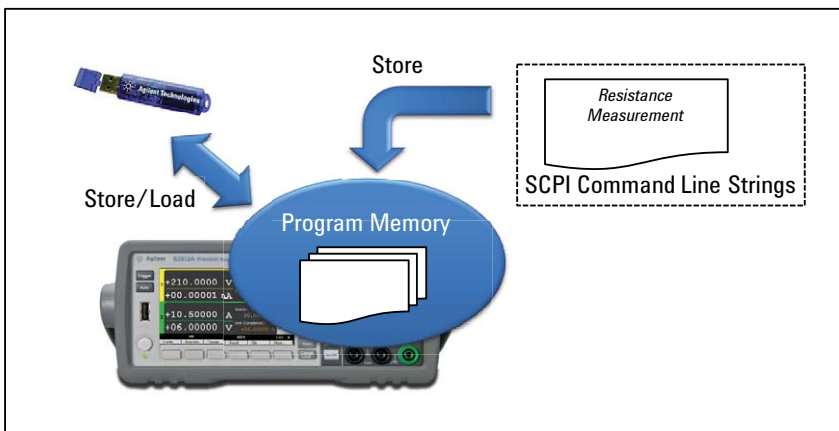 Agilent Technologies
Store
Resistance
Measurement
SCPI Command Line Strings
Store/Load
Program Memory
Agilent
Trigger
+210.0000 V
+00.00001
+10.50000 A
+06.00000 V